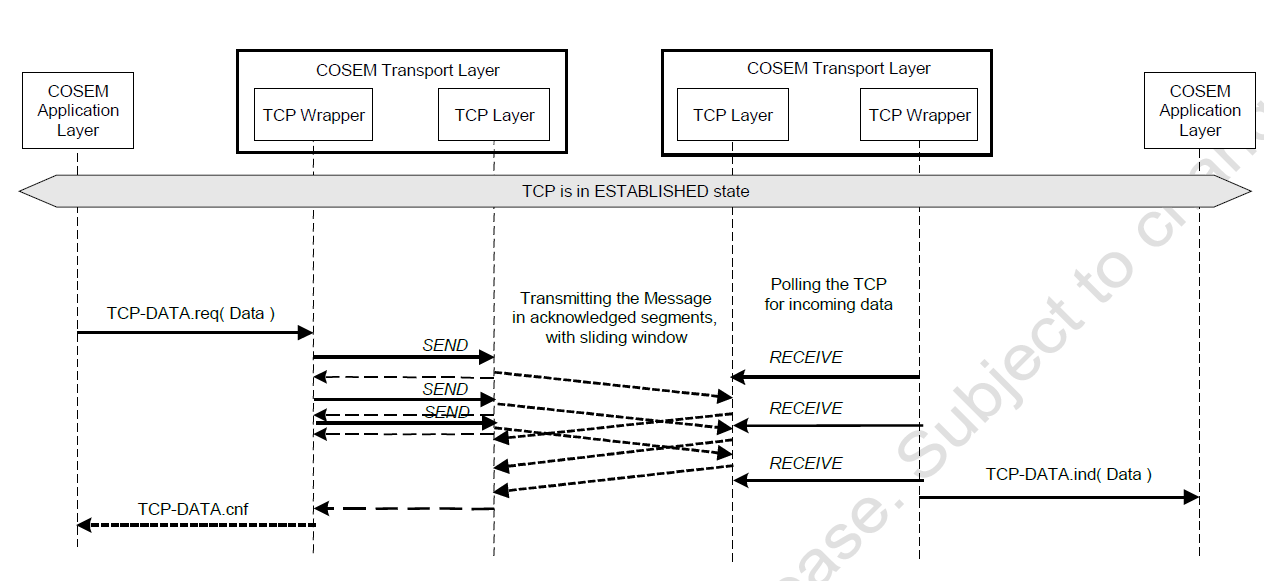 COSEM Transport Layer
COSEM Transport Layer
COSEM
Application
Layer
TCP Wrapper
TCP Layer
TCP Layer
TCP Wrapper
COSEM
Application
Layer
TCP is in ESTABLISHED state
Transmitting the Message
in acknowledged segments,
with sliding window
Polling the TCP
for incoming data
TCP-DATA.req( Data )
SEND
RECEIVE
SEND
SEND
RECEIVE
RECEIVE
TCP-DATA.ind( Data )
TCP-DATA.cnf
ease. Subject to